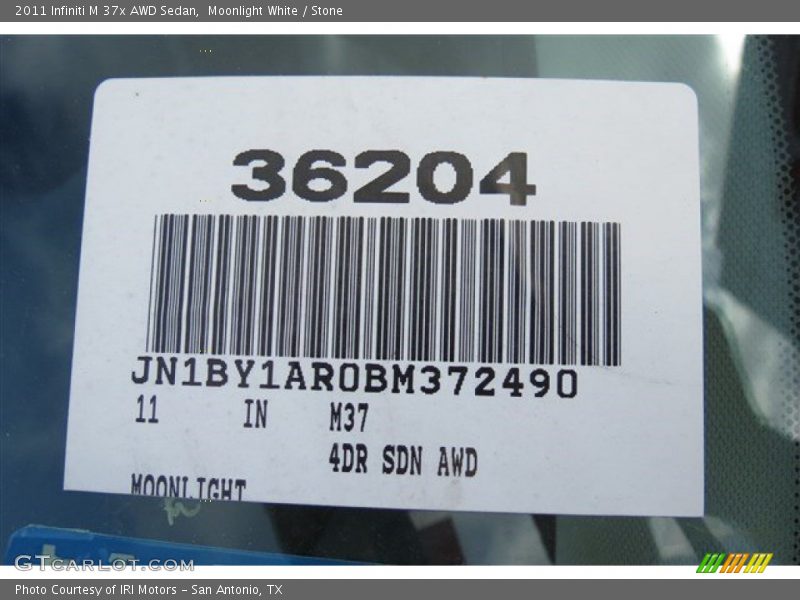 2011 Infiniti M 37x AWD Sedan,  Moonlight White / Stone
36204
JN1BY1AR0BM372490
11 IN M37
4DR SDN AWD
MOONLIGHT
GTCARLOT.COM
Photo Courtesy of IRI Motors – San Antonio, TX